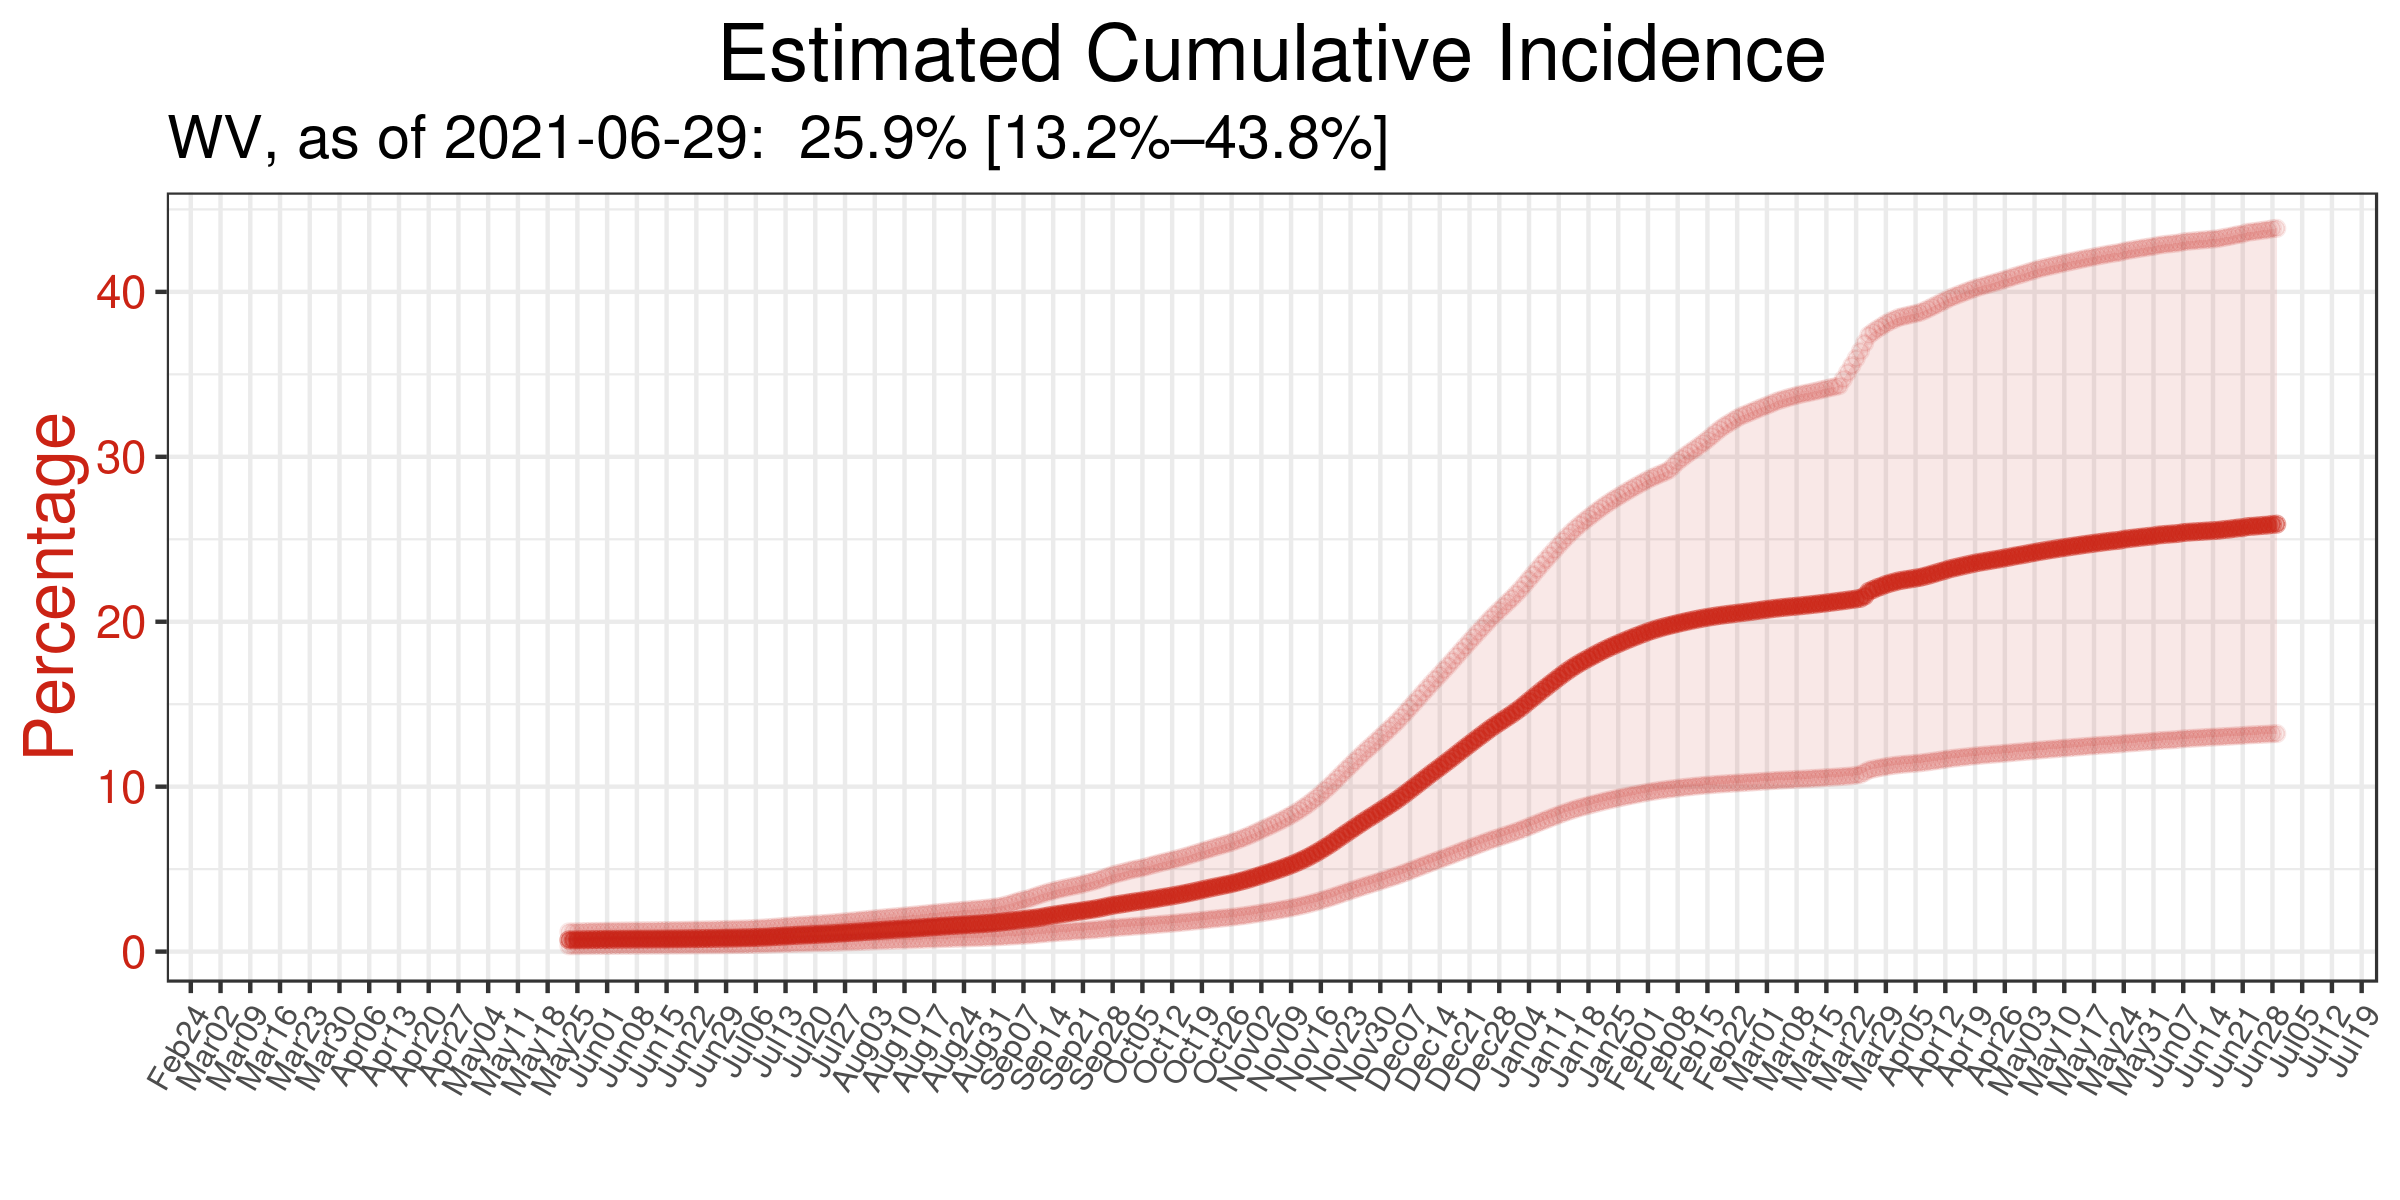 Estimated Cumulative Incidence
WV, as of 2021-06-29:  25.9% [13.2%–43.8%]
Percentage
40
30
20
10
0
Feb24
Mar02
Mar09
Mar16
Mar23
Mar30
Apr06
Apr13
Apr20
Apr27
May04
May11
May18
May25
Jun01
Jun08
Jun15
Jun22
Jun29
Jul06
Jul13
Jul20
Jul27
Aug03
Aug10
Aug17
Aug24
Aug31
Sep07
Sep14
Sep21
Sep28
Oct05
Oct12
Oct19
Oct26
Nov02
Nov09
Nov16
Nov23
Nov30
Dec07
Dec14
Dec21
Dec28
Jan04
Jan11
Jan18
Jan25
Feb01
Feb08
Feb15
Feb22
Mar01
Mar08
Mar15
Mar22
Mar29
Apr05
Apr12
Apr19
Apr26
May03
May10
May17
May24
May31
Jun07
Jun14
Jun21
Jun28
Jul05
Jul12
Jul19